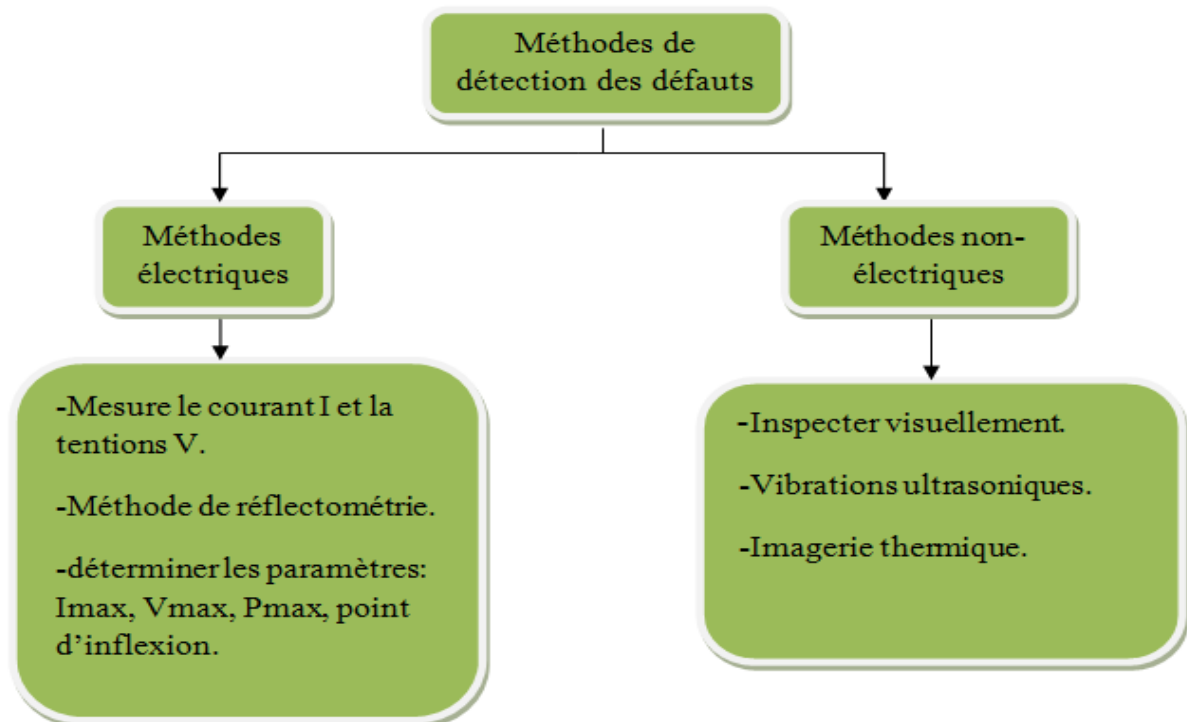 Méthodes de
détection des défauts
Méthodes
électriques
Méthodes non-
électriques
-Mesure le courant I et la
tentions V.
-Méthode de réflectométrie.
-déterminer les paramètres:
Imax, Vmax, Pmax, point
d’inflexion.
-Inspecter visuellement.
-Vibrations ultrasoniques.
-Imagerie thermique.